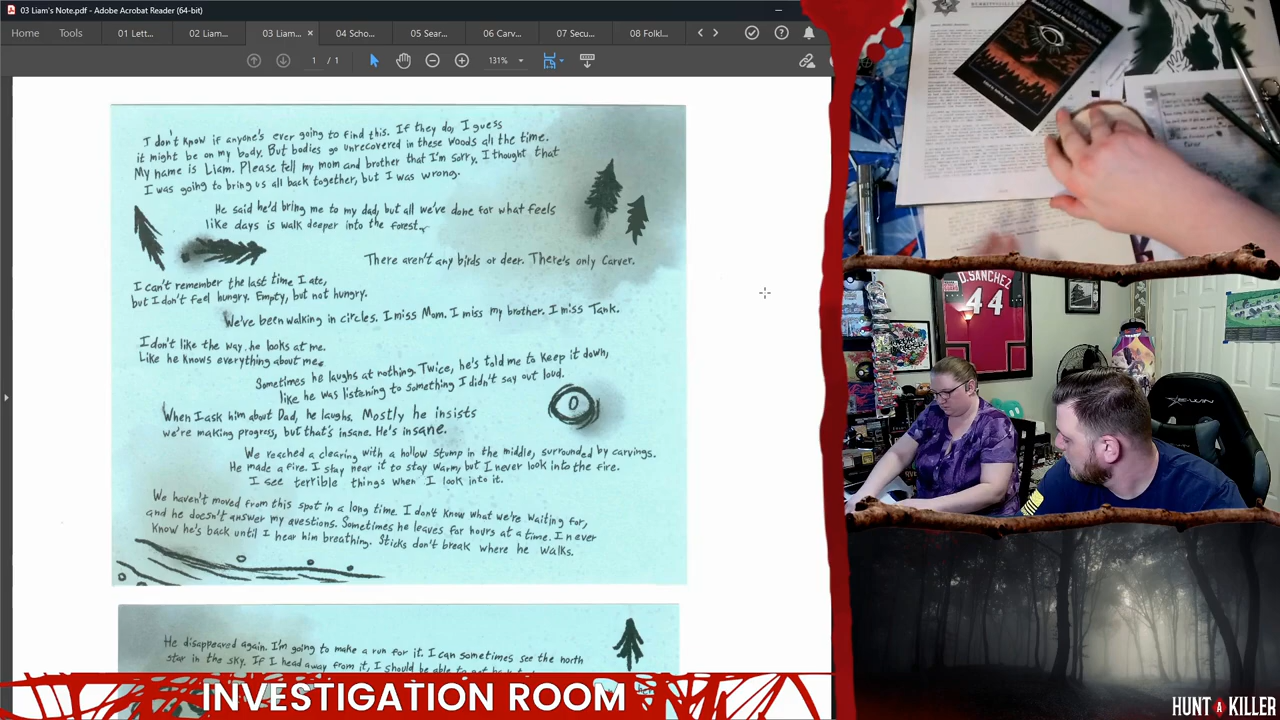 03 Liam's Note.pdf - Adobe Acrobat Reader (64-bit)
Home Tools 01 Lett... 02 Liam... 04 Scho... 06 Co 07 Secu... 08 Folkl...
1 / 1 131%
I don't know if anyone's ever going to find this. If they do, I guess
it might be on my body. But bodies go unrecovered in these woods all the time.
My name is Liam. Please tell my mom and brother that I'm sorry. I thought that
I was going to bring us all back together, but I was wrong.
He said he'd bring me to my dad, but all we've done for what feels
like days is walk deeper into the forest.
There aren't any birds or deer. There's only Carver.
I can't remember the last time I ate,
but I don't feel hungry. Empty, but not hungry.
We've been walking in circles. I miss Mom. I miss my brother. I miss Tank.
I don't like the way he looks at me.
Like he knows everything about me.
Sometimes he laughs at nothing. Twice, he's told me to keep it down,
like he was listening to something I didn't say out loud.
When I ask him about Dad, he laughs. Mostly he insists
we're making progress, but that's insane. He's insane.
We reached a clearing with a hollow stump in the middle, surrounded by carvings.
He made a fire. I stay near it to stay warm, but I never look into the fire.
I see terrible things when I look into it.
We haven't moved from this spot in a long time. I don't know what we're waiting for,
and he doesn't answer my questions. Sometimes he leaves for hours at a time. I never
know he's back until I hear him breathing. Sticks don't break where he walks.
He disappeared again. I'm going to make a run for it. I can sometimes see the north
star in the sky. If I head away from it, I should be able to get
INVESTIGATION ROOM
D.SANCHEZ
44
HUNT A KILLER